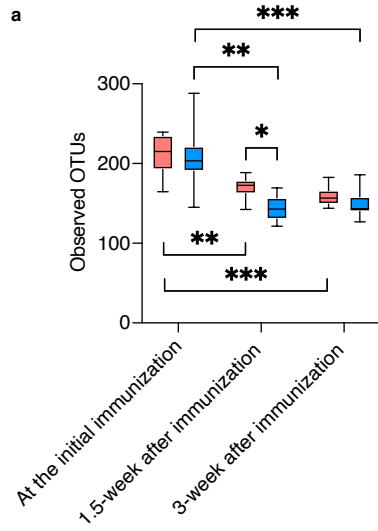 a
***
**
*
300
200
100
0
Observed OTUs
**
***
At the initial immunization
1.5-week after immunization
3-week after immunization